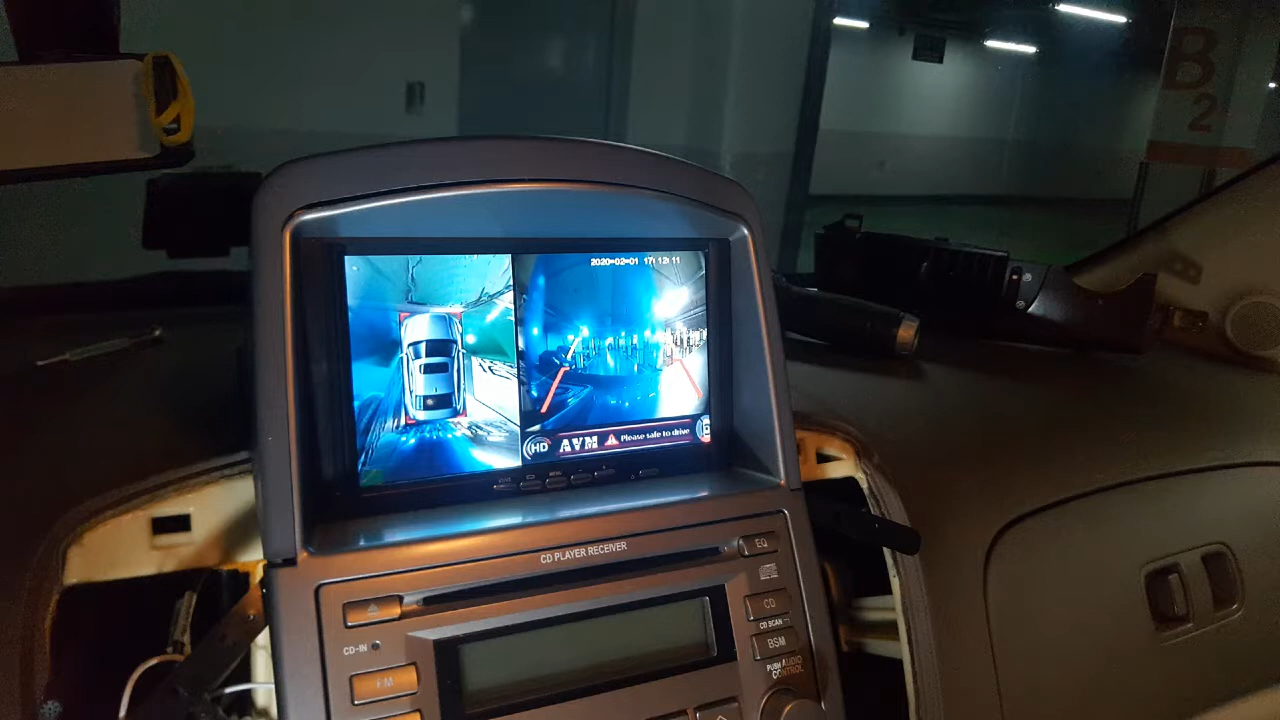 B
2
2020-02-01 17:12:11
HD AVM Please safe to drive
MENU
CD PLAYER RECEIVER
EQ
CD
CD-IN
CD SCAN
BSM
FM
PUSH AUDIO
CONTROL